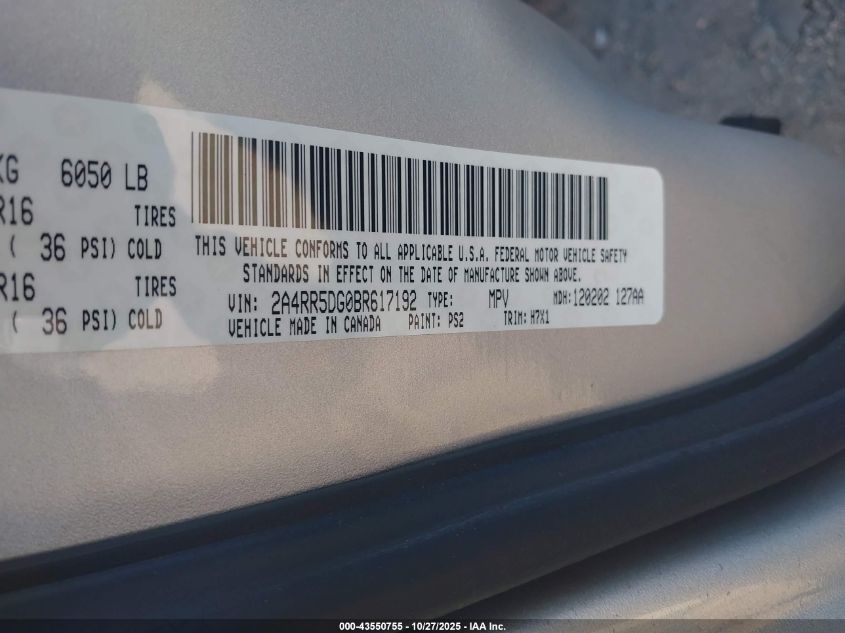 KG 6050 LB
R16 TIRES
( 36 PSI) COLD
R16 TIRES
( 36 PSI) COLD
THIS VEHICLE CONFORMS TO ALL APPLICABLE U.S.A. FEDERAL MOTOR VEHICLE SAFETY
STANDARDS IN EFFECT ON THE DATE OF MANUFACTURE SHOWN ABOVE.
VIN: 2A4RR5DG0BR617192 TYPE: MPV MDH: 120202 127AA
VEHICLE MADE IN CANADA PAINT: PS2 TRIM: H7X1
000-43550755 - 10/27/2025 - IAA Inc.